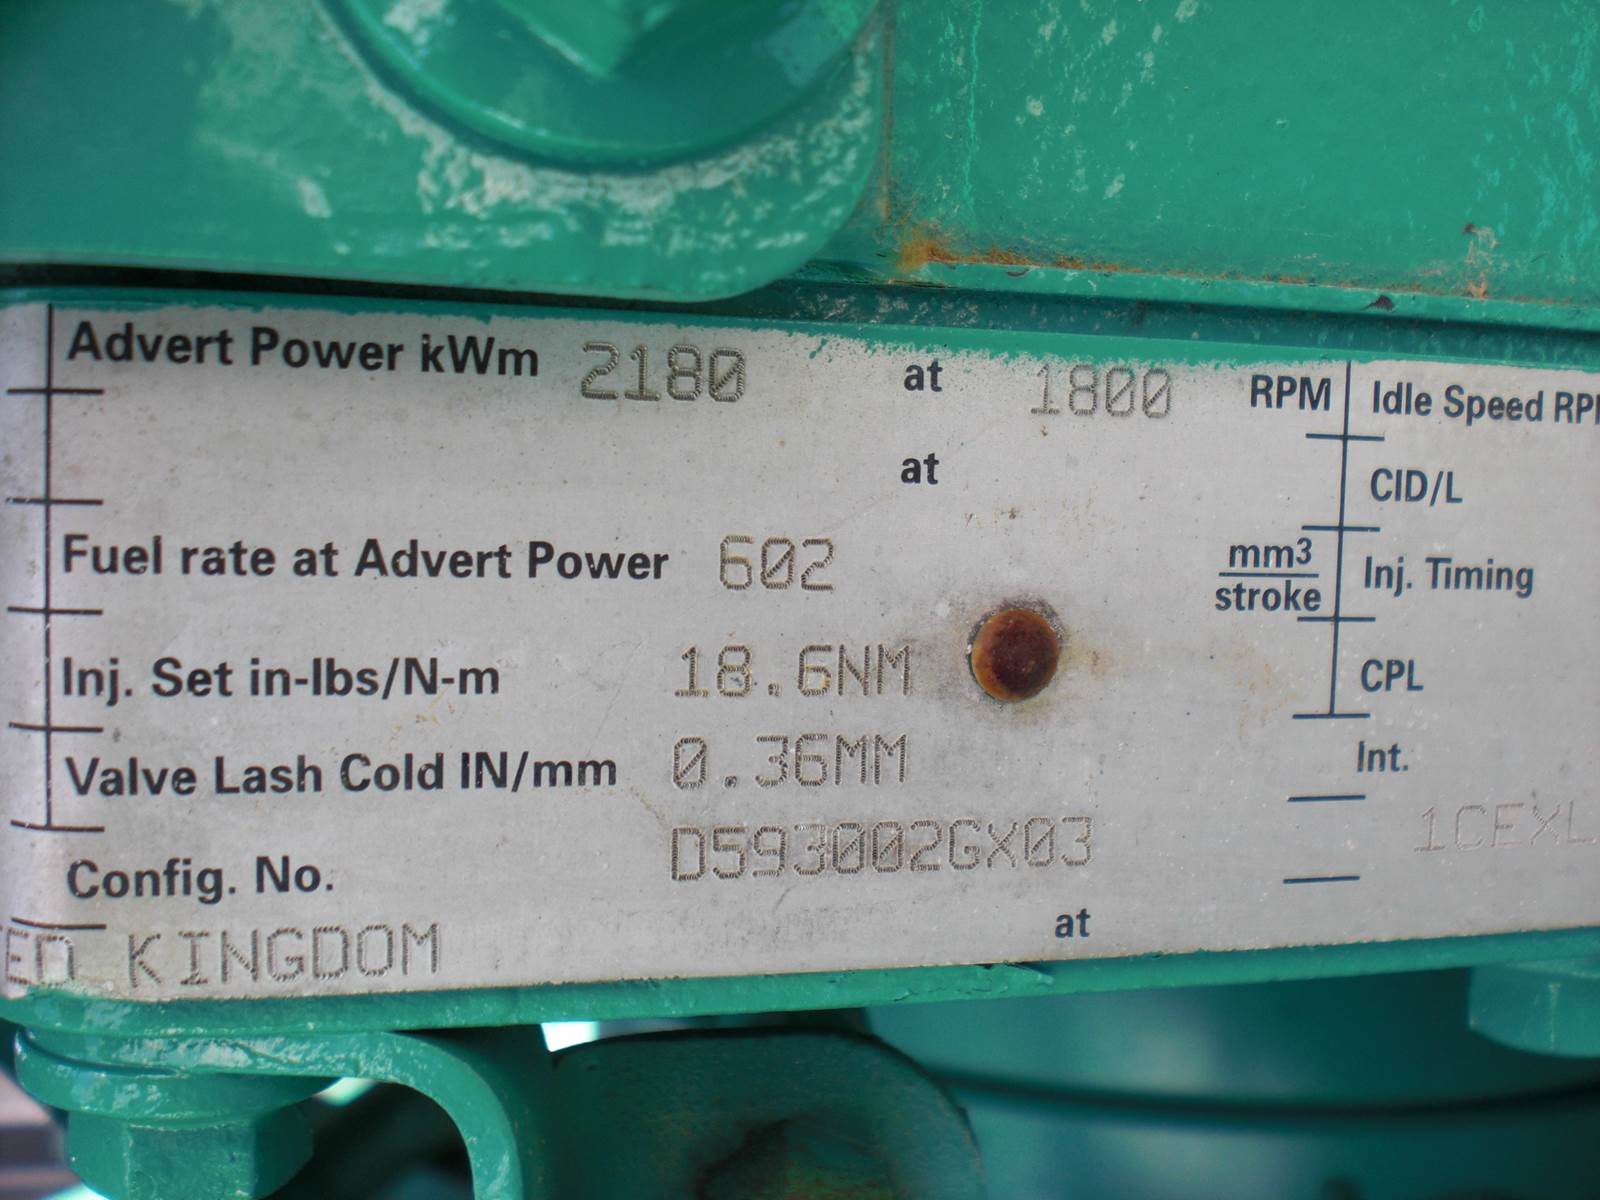 Advert Power kWm 2180 at 1800 RPM Idle Speed RP
at CID/L
Fuel rate at Advert Power 602 mm3/stroke Inj. Timing
Inj. Set in-lbs/N-m 18.6NM CPL
Valve Lash Cold IN/mm 0.36MM Int.
Config. No. D593002GX03 1CEXL
ED KINGDOM at